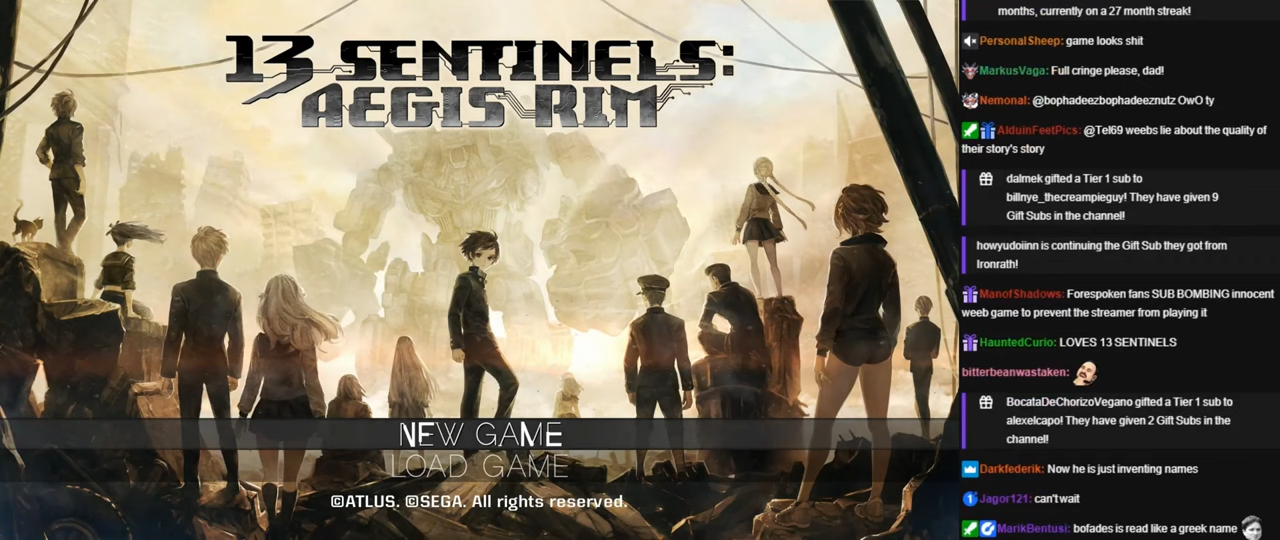 13 SENTINELS:
AEGIS RIM
NEW GAME
LOAD GAME
©ATLUS. ©SEGA. All rights reserved.
months, currently on a 27 month streak!
PersonalSheep: game looks shit
MarkusVaga: Full cringe please, dad!
Nemonal: @bophadeezbophadeeznutz OwO ty
AlduinFeetPics: @Tel69 weebs lie about the quality of
their story's story
dalmek gifted a Tier 1 sub to
billnye_thecreampieguy! They have given 9
Gift Subs in the channel!
howyudoiinn is continuing the Gift Sub they got from
Ironrath!
ManofShadows: Forespoken fans SUB BOMBING innocent
weeb game to prevent the streamer from playing it
HauntedCurio: LOVES 13 SENTINELS
bitterbeanwastaken:
BocataDeChorizoVegano gifted a Tier 1 sub to
alexelcapo! They have given 2 Gift Subs in the
channel!
Darkfederik: Now he is just inventing names
1 Jagor121: can't wait
MarikBentusi: bofades is read like a greek name